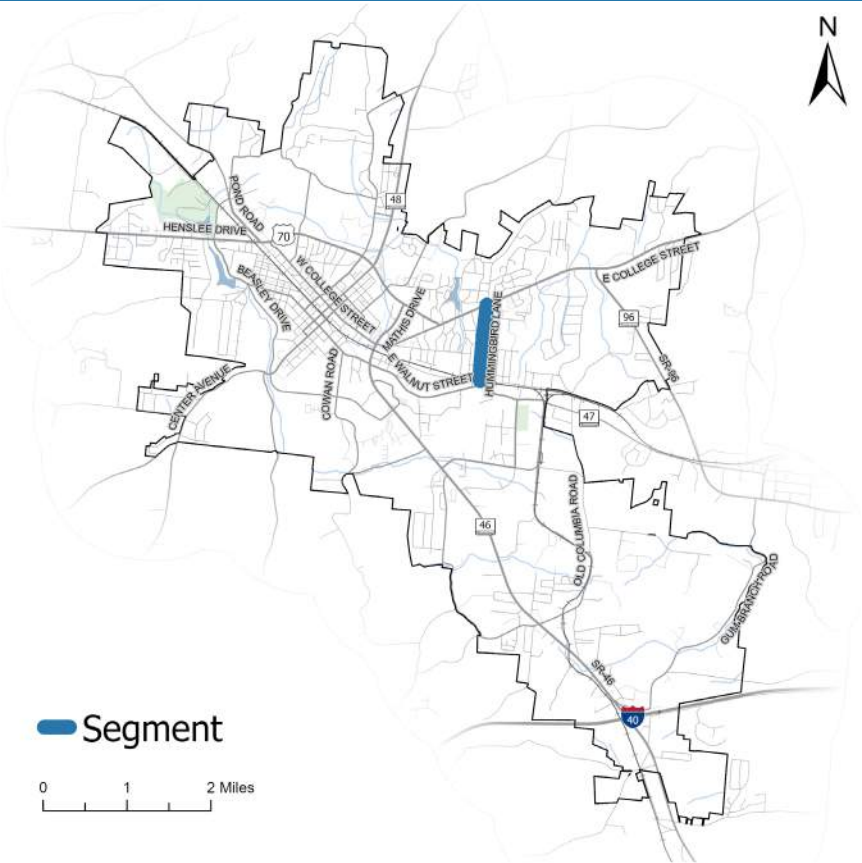 N
48
POND ROAD
HENSLEE DRIVE
70
E COLLEGE STREET
BEASLEY DRIVE
W COLLEGE STREET
MATHIS DRIVE
HUMMINGBIRD LANE
96
SR-96
COWAN ROAD
E WALNUT STREET
CENTER AVENUE
47
46
OLD COLUMBIA ROAD
GUM BRANCH ROAD
SR-46
40
Segment
0 1 2 Miles